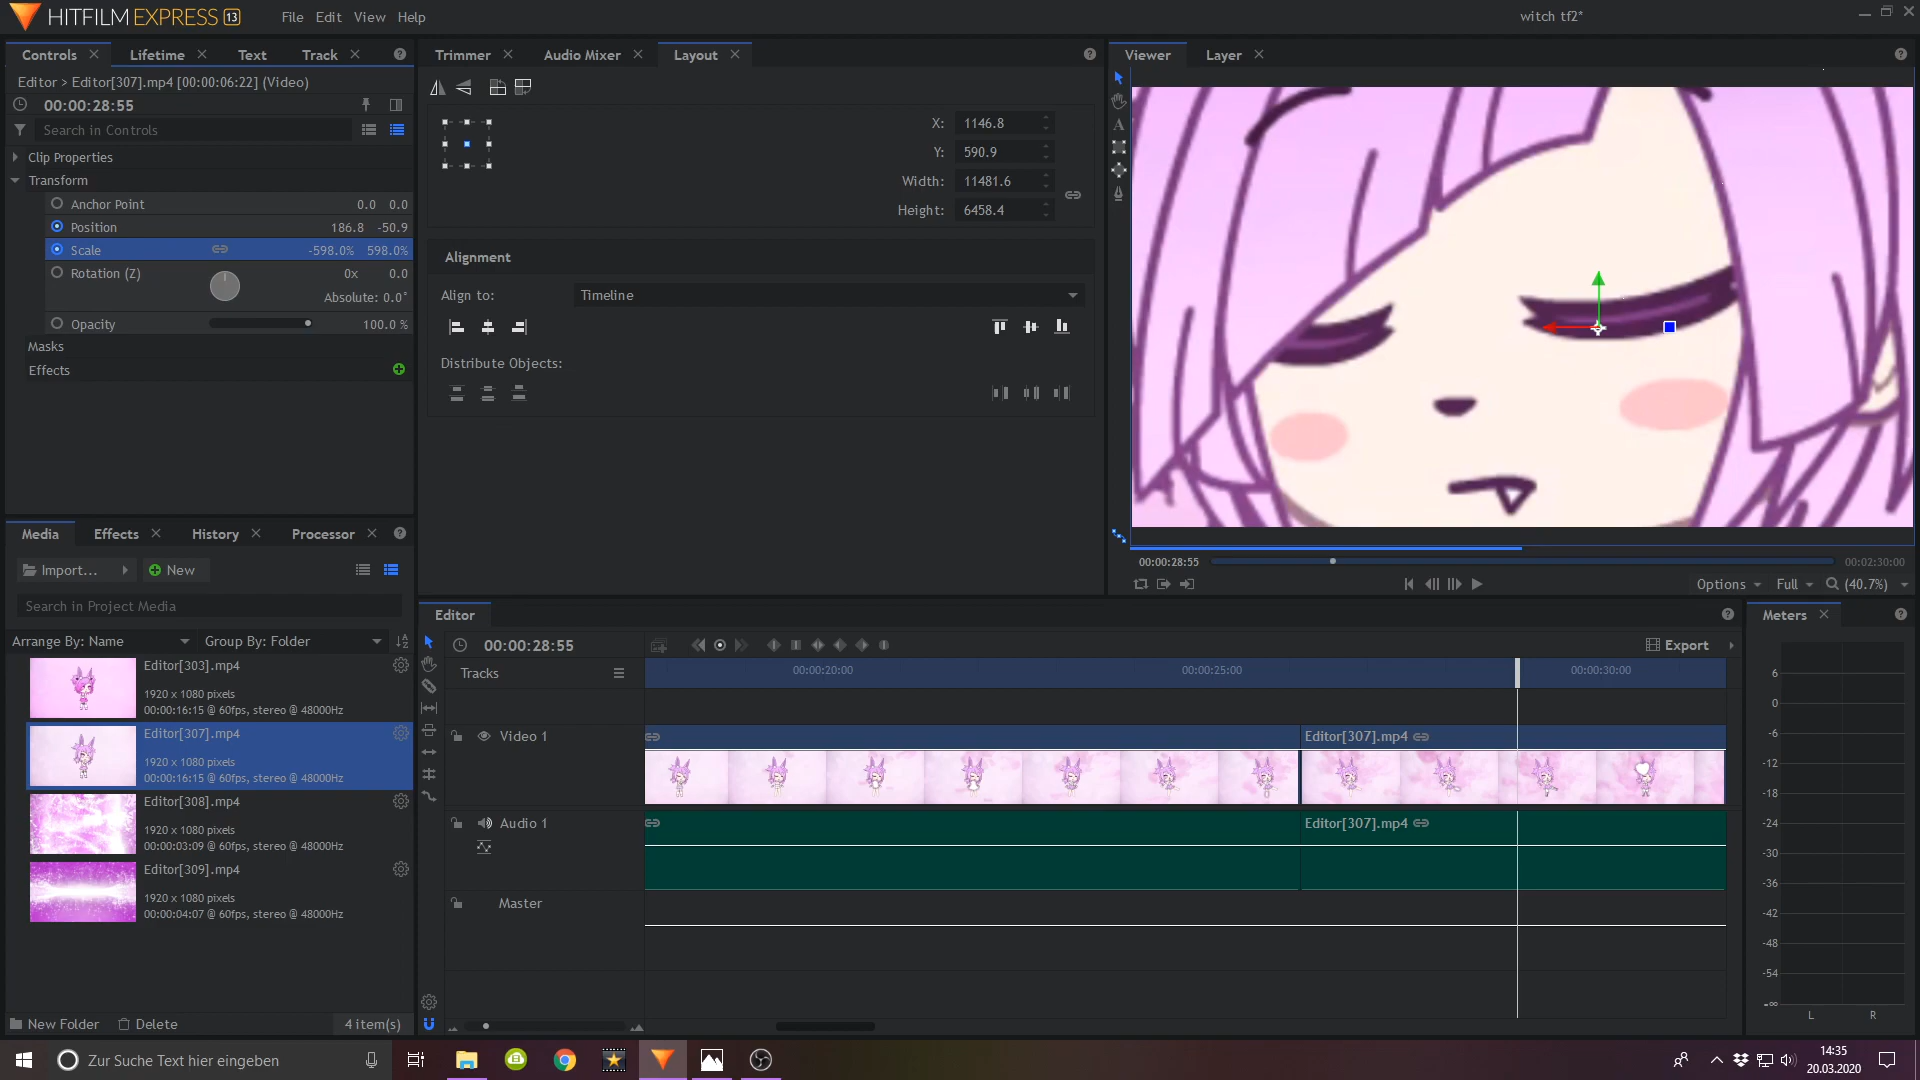 HITFILM EXPRESS 13
File Edit View Help
witch tf2*
Controls Lifetime Text Track
Editor > Editor[307].mp4 [00:00:06:22] (Video)
00:00:28:55
Search in Controls
Clip Properties
Transform
Anchor Point 0.0 0.0
Position 186.8 -50.9
Scale -598.0% 598.0%
Rotation (Z) 0x 0.0
Absolute: 0.0°
Opacity 100.0 %
Masks
Effects
Trimmer Audio Mixer Layout
X: 1146.8
Y: 590.9
Width: 11481.6
Height: 6458.4
Alignment
Align to: Timeline
Distribute Objects:
Viewer Layer
00:00:28:55 00:02:30:00
Options Full (40.7%)
Media Effects History Processor
Import... New
Search in Project Media
Arrange By: Name Group By: Folder
Editor[303].mp4
1920 x 1080 pixels
00:00:16:15 @ 60fps, stereo @ 48000Hz
Editor[307].mp4
1920 x 1080 pixels
00:00:16:15 @ 60fps, stereo @ 48000Hz
Editor[308].mp4
1920 x 1080 pixels
00:00:03:09 @ 60fps, stereo @ 48000Hz
Editor[309].mp4
1920 x 1080 pixels
00:00:04:07 @ 60fps, stereo @ 48000Hz
New Folder Delete 4 item(s)
Editor
00:00:28:55
Export
Tracks
00:00:20:00 00:00:25:00 00:00:30:00
Video 1
Editor[307].mp4
Audio 1
Editor[307].mp4
Master
Meters
6
0
-6
-12
-18
-24
-30
-36
-42
-48
-54
-∞
L R
Zur Suche Text hier eingeben
14:35
20.03.2020